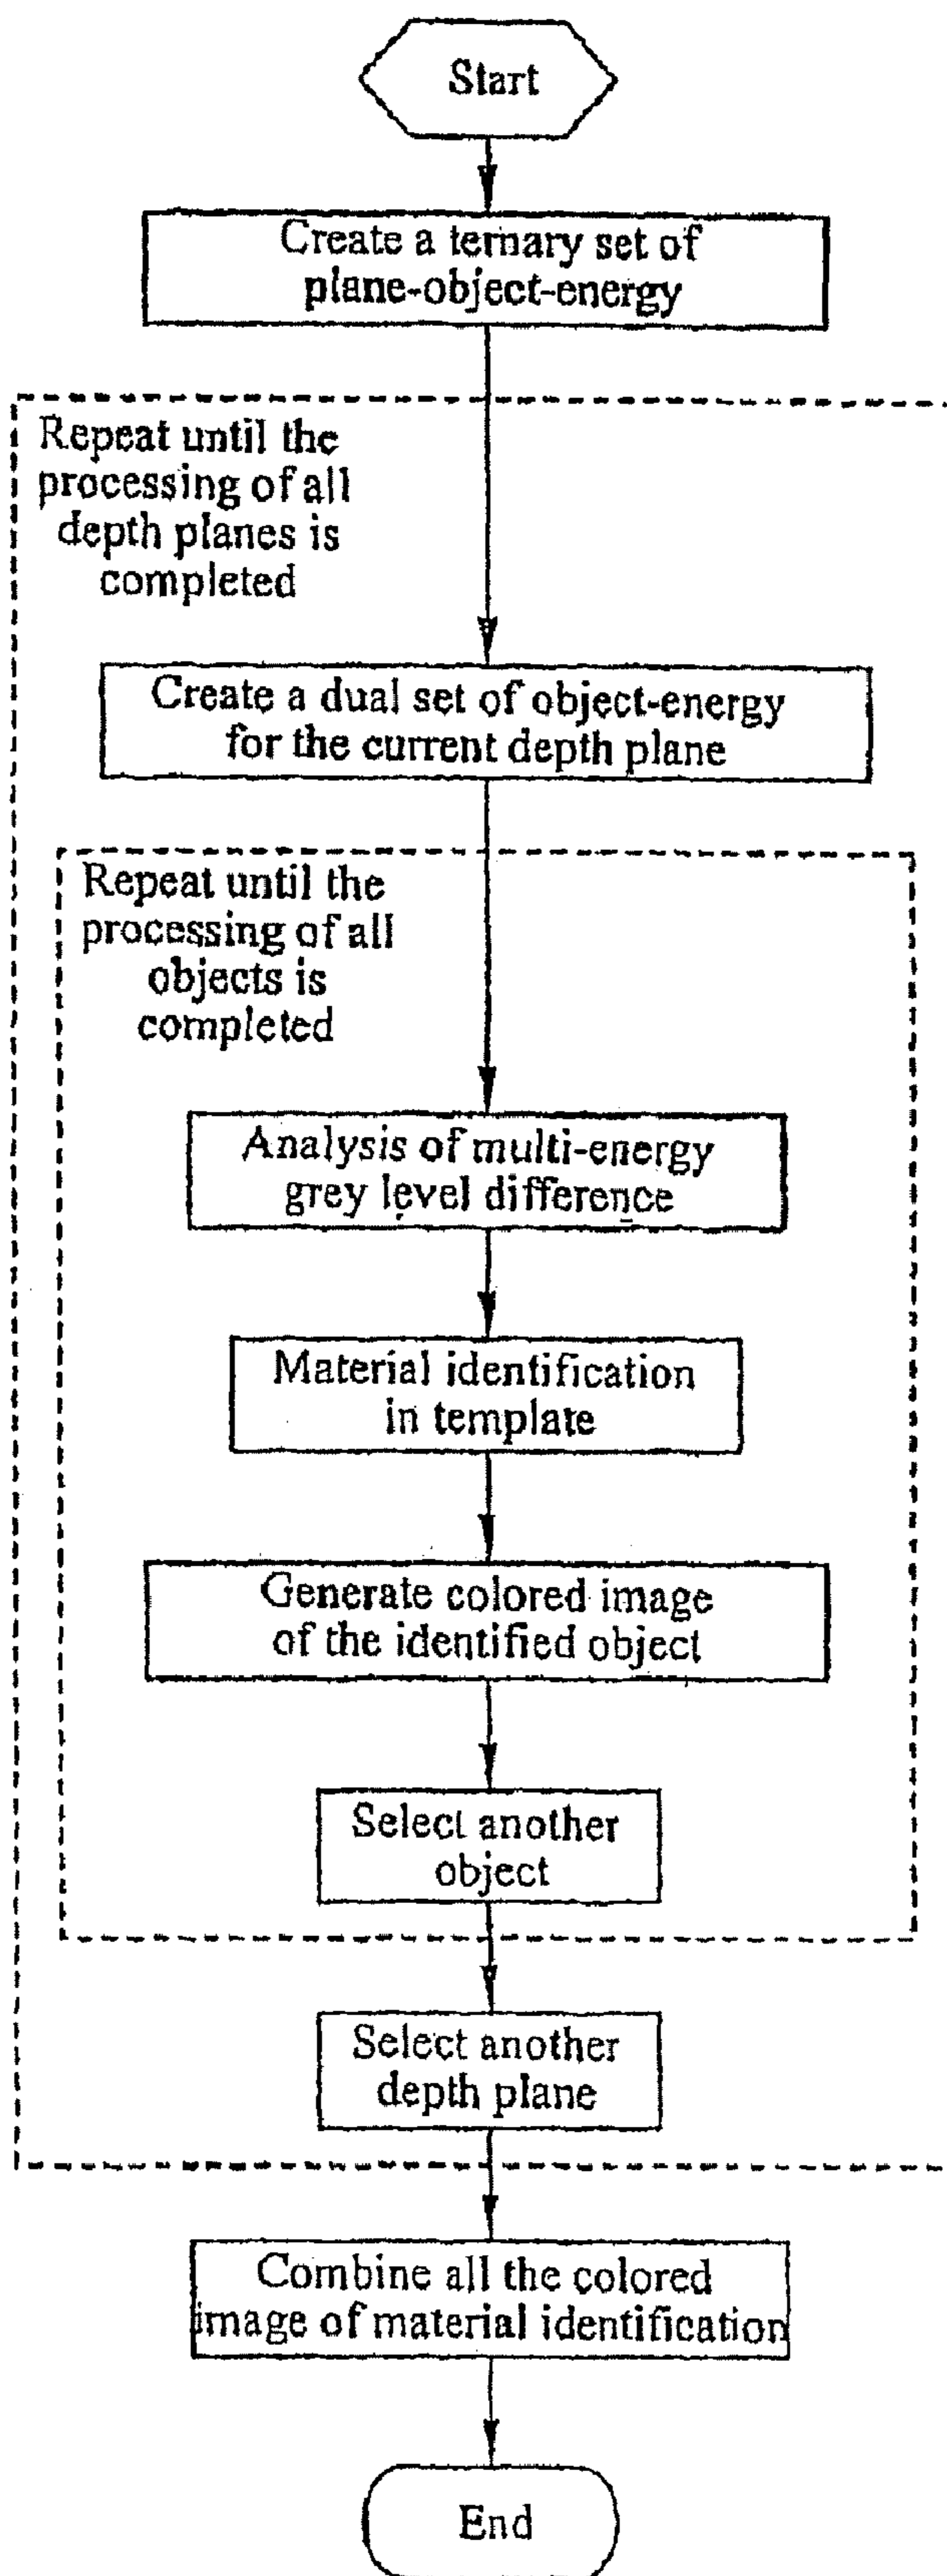 Start
Create a ternary set of
plane-object-energy
Repeat until the
processing of all
depth planes is
completed
Create a dual set of object-energy
for the current depth plane
Repeat until the
processing of all
objects is
completed
Analysis of multi-energy
grey level difference
Material identification
in template
Generate colored image
of the identified object
Select another
object
Select another
depth plane
Combine all the colored
image of material identification
End